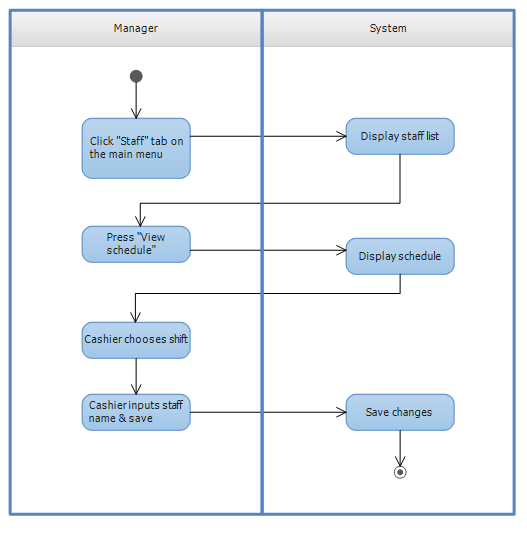 Manager
System
Click "Staff" tab on
the main menu
Display staff list
Press "View
schedule"
Display schedule
Cashier chooses shift
Cashier inputs staff
name & save
Save changes